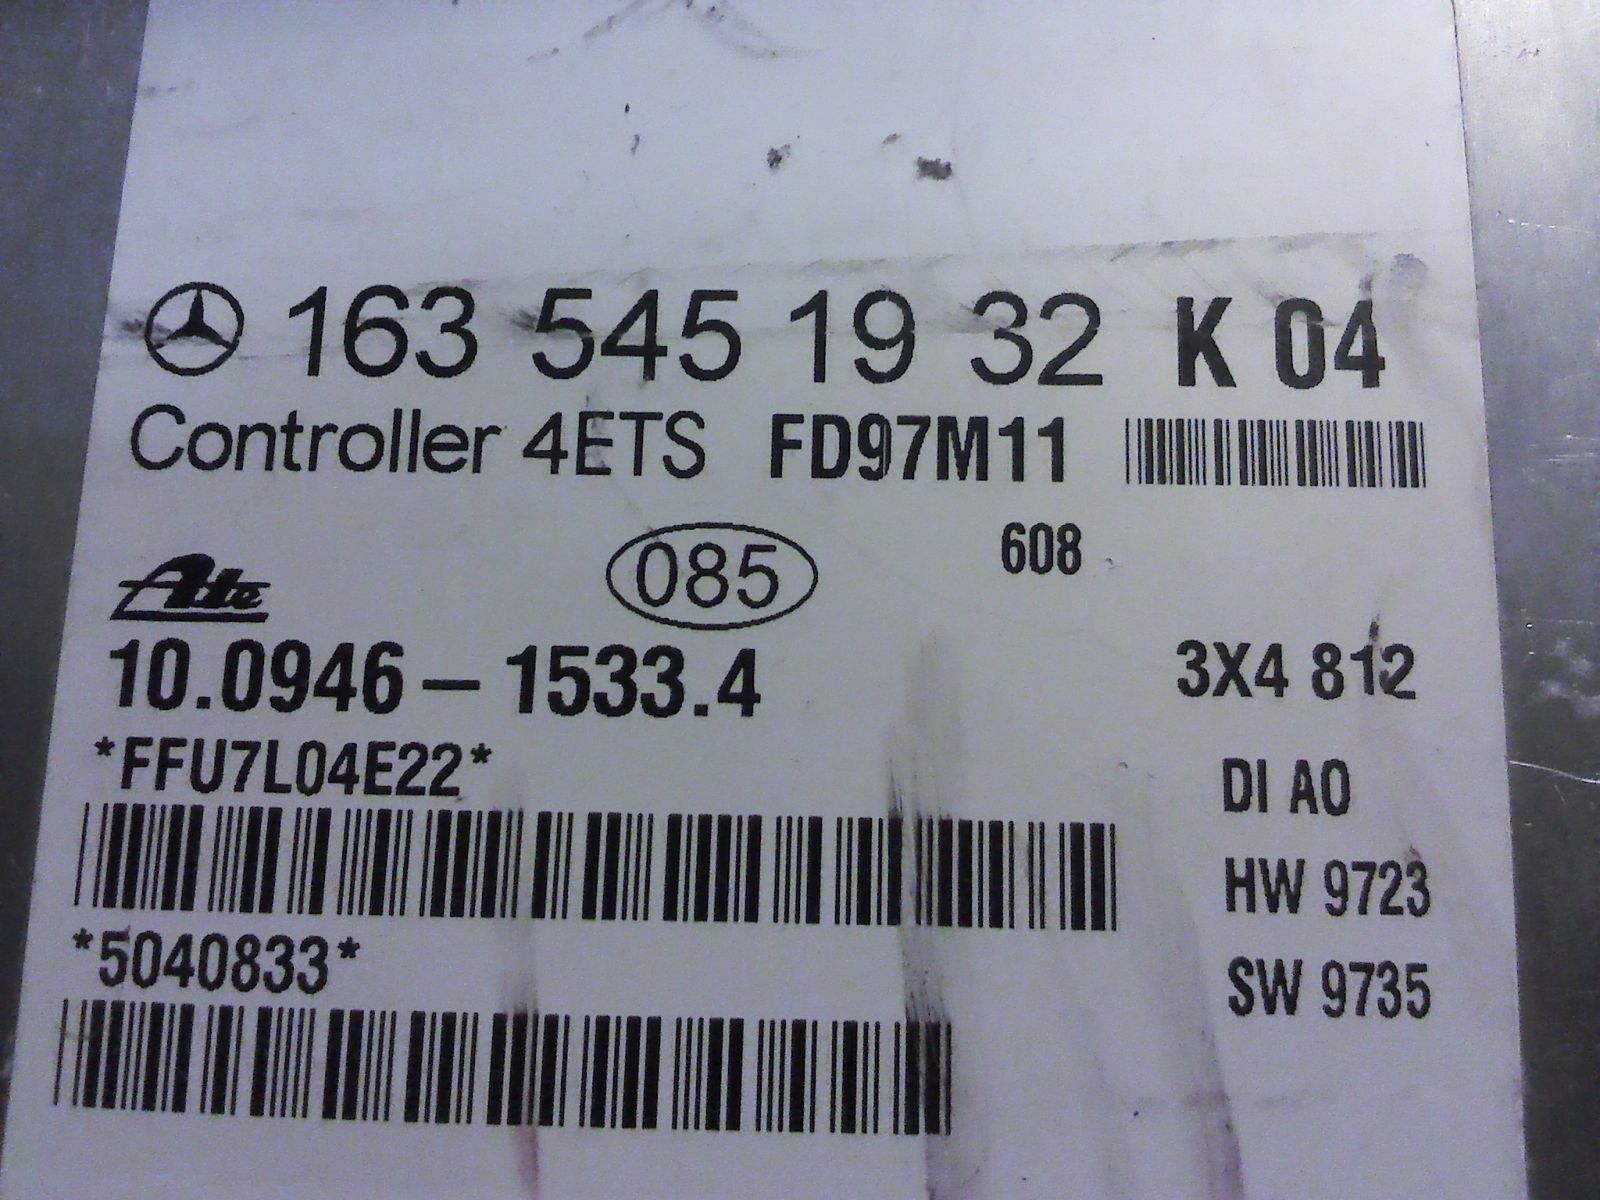 163 545 19 32 K 04
Controller 4ETS FD97M11
085 608
Ate
10.0946-1533.4 3X4 812
*FFU7L04E22* DI A0
HW 9723
*5040833* SW 9735